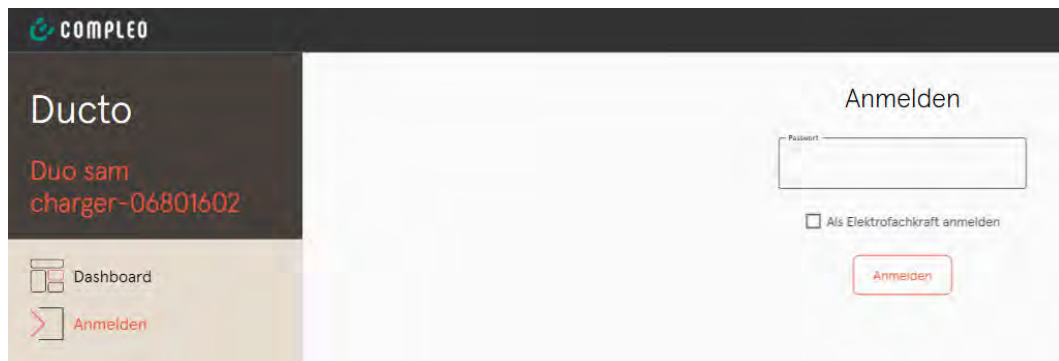 COMPLEO
Ducto
Duo sam
charger-06801602
Dashboard
Anmelden
Anmelden
Passwort
Als Elektrofachkraft anmelden
Anmelden